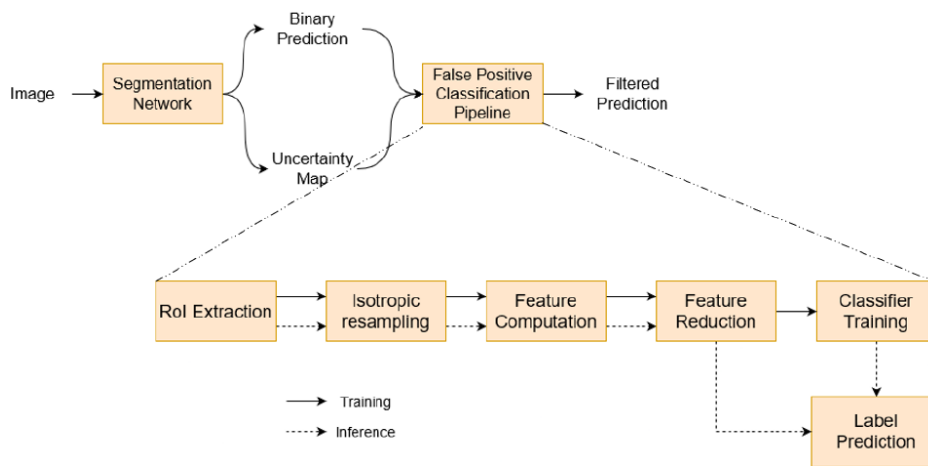 Binary
Prediction
Image
Segmentation
Network
False Positive
Classification
Pipeline
Filtered
Prediction
Uncertainty
Map
RoI Extraction
Isotropic
resampling
Feature
Computation
Feature
Reduction
Classifier
Training
Training
Inference
Label
Prediction